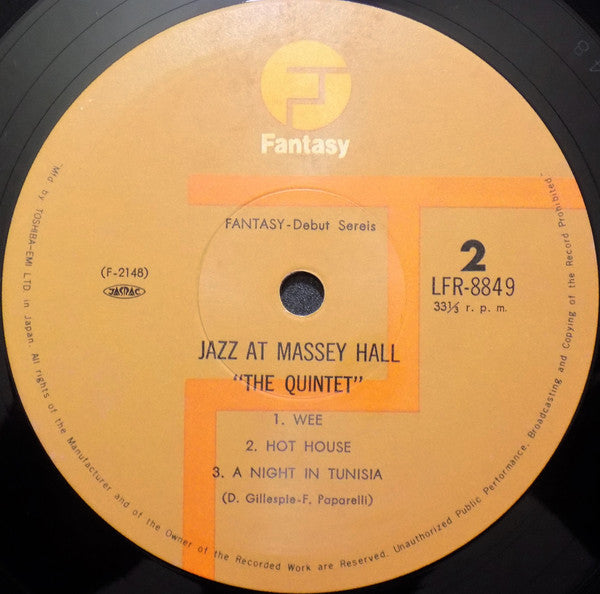 Fantasy
FANTASY-Debut Sereis
(F-2148)
JASRAC
2
LFR-8849
33⅓ r. p. m.
JAZZ AT MASSEY HALL
"THE QUINTET"
1. WEE
2. HOT HOUSE
3. A NIGHT IN TUNISIA
(D. Gillespie-F, Paparelli)
"Mfd by TOSHIBA-EMI LTD in Japan. All rights of the Manufacturer and of the Owner of the Recorded Work are Reserved. Unauthorized Public Performance, Broadcasting and Copying of the Record Prohibited"